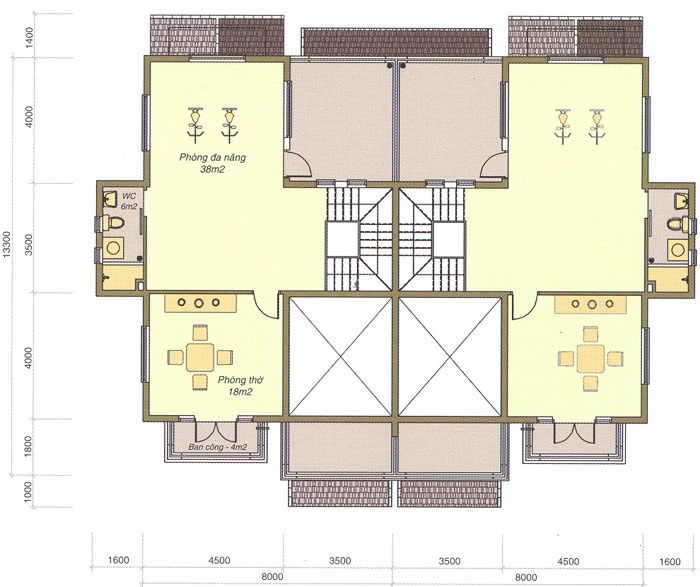 1400
4000
Phòng đa năng
38m2
WC
6m2
13300
3500
4000
Phòng thờ
18m2
1800
Ban công - 4m2
1000
1600
4500
3500
3500
4500
1600
8000
8000